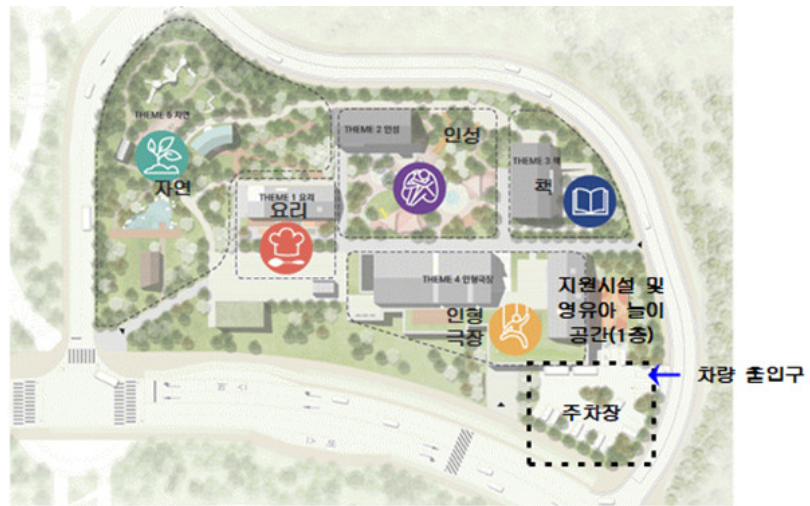 THEME 5 자연
자연
THEME 1 요리
요리
THEME 2 인성
인성
THEME 3 책
책
THEME 4 인형극장
인형
극장
지원시설 및
영유아 놀이
공간(1층)
차량 출입구
주차장